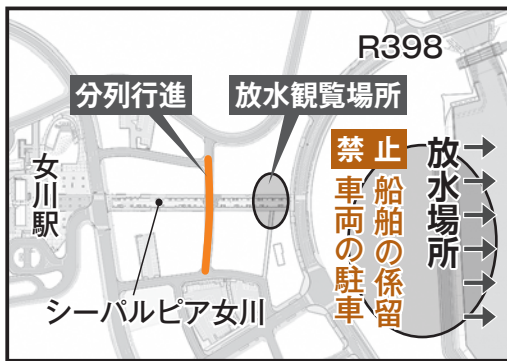 R398
分列行進
放水観覧場所
禁止
船舶の係留
車両の駐車
放水場所
女川駅
シーパルピア女川